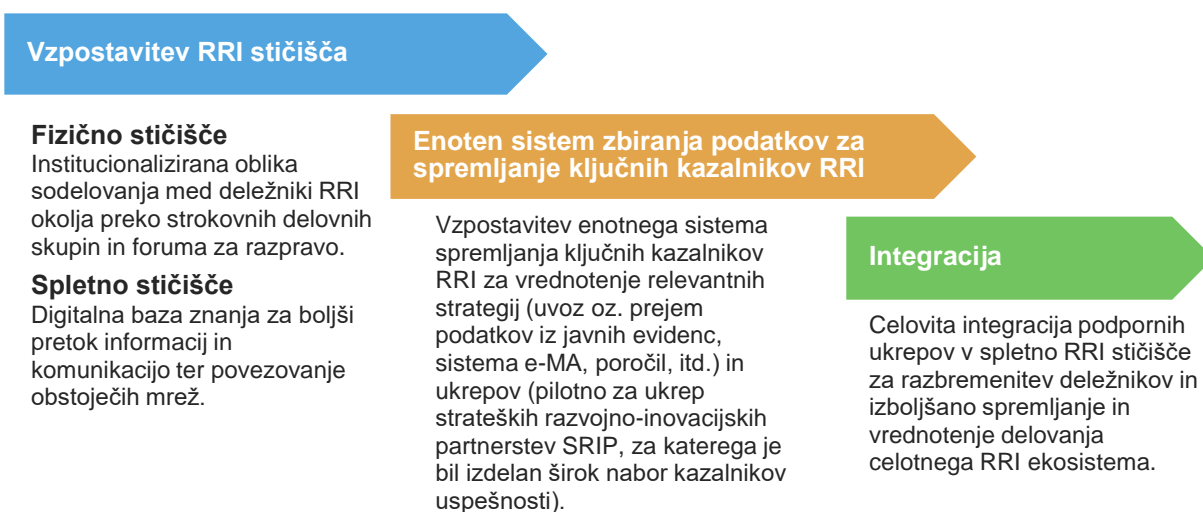 Vzpostavitev RRI stičišča
Fizično stičišče
Institucionalizirana oblika
sodelovanja med deležniki RRI
okolja preko strokovnih delovnih
skupin in foruma za razpravo.
Spletno stičišče
Digitalna baza znanja za boljši
pretok informacij in
komunikacijo ter povezovanje
obstoječih mrež.
Enoten sistem zbiranja podatkov za
spremljanje ključnih kazalnikov RRI
Vzpostavitev enotnega sistema
spremljanja ključnih kazalnikov
RRI za vrednotenje relevantnih
strategij (uvoz oz. prejem
podatkov iz javnih evidenc,
sistema e-MA, poročil, itd.) in
ukrepov (pilotno za ukrep
strateških razvojno-inovacijskih
partnerstev SRIP, za katerega je
bil izdelan širok nabor kazalnikov
uspešnosti).
Integracija
Celovita integracija podpornih
ukrepov v spletno RRI stičišče
za razbremenitev deležnikov in
izboljšano spremljanje in
vrednotenje delovanja
celotnega RRI ekosistema.